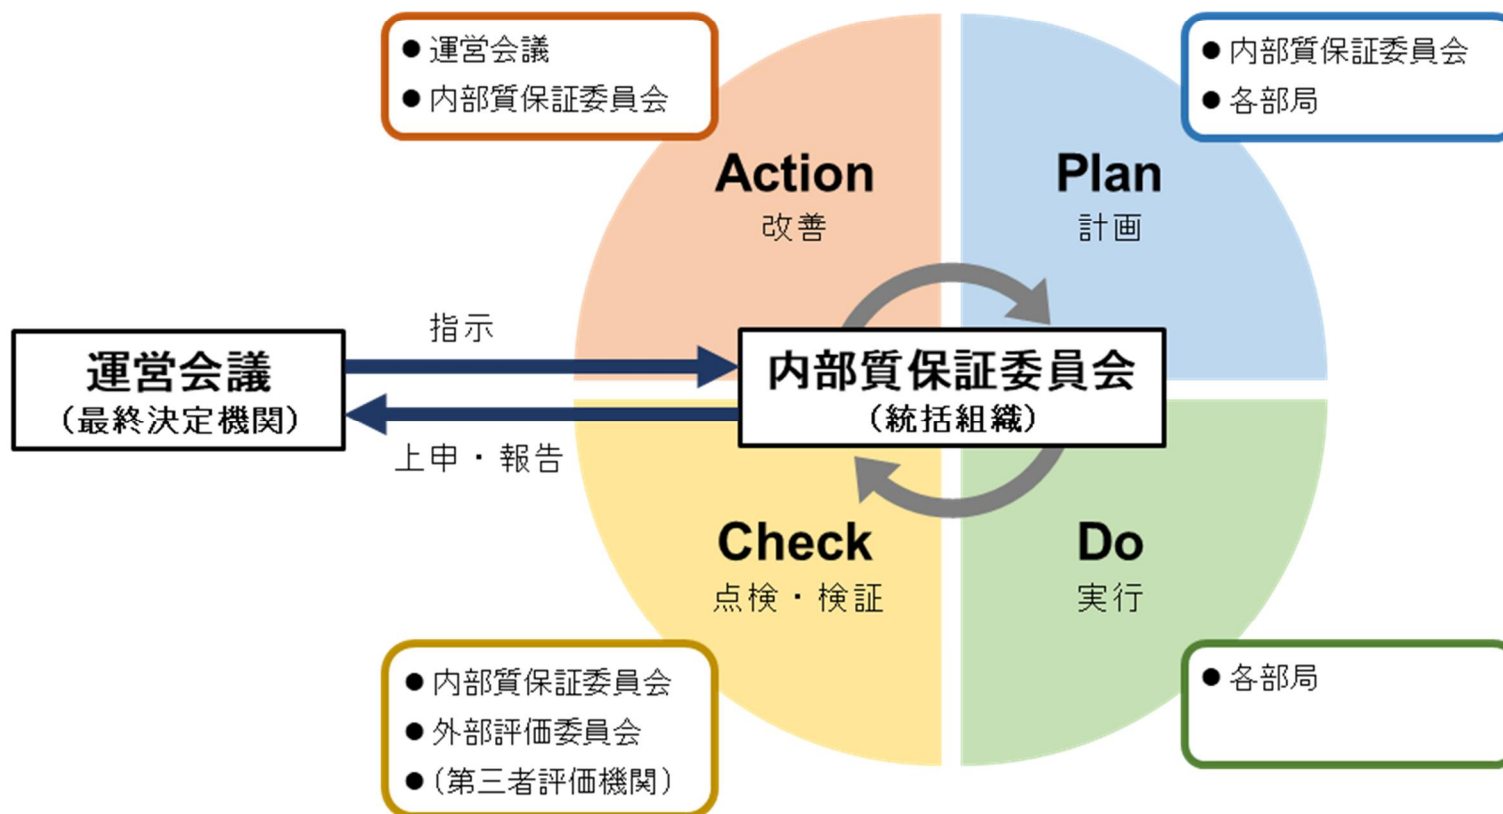 ● 運営会議
● 内部質保証委員会
● 内部質保証委員会
● 各部局
Action
改善
Plan
計画
指示
運営会議
（最終決定機関）
内部質保証委員会
（統括組織）
上申・報告
Check
点検・検証
Do
実行
● 内部質保証委員会
● 外部評価委員会
● （第三者評価機関）
● 各部局